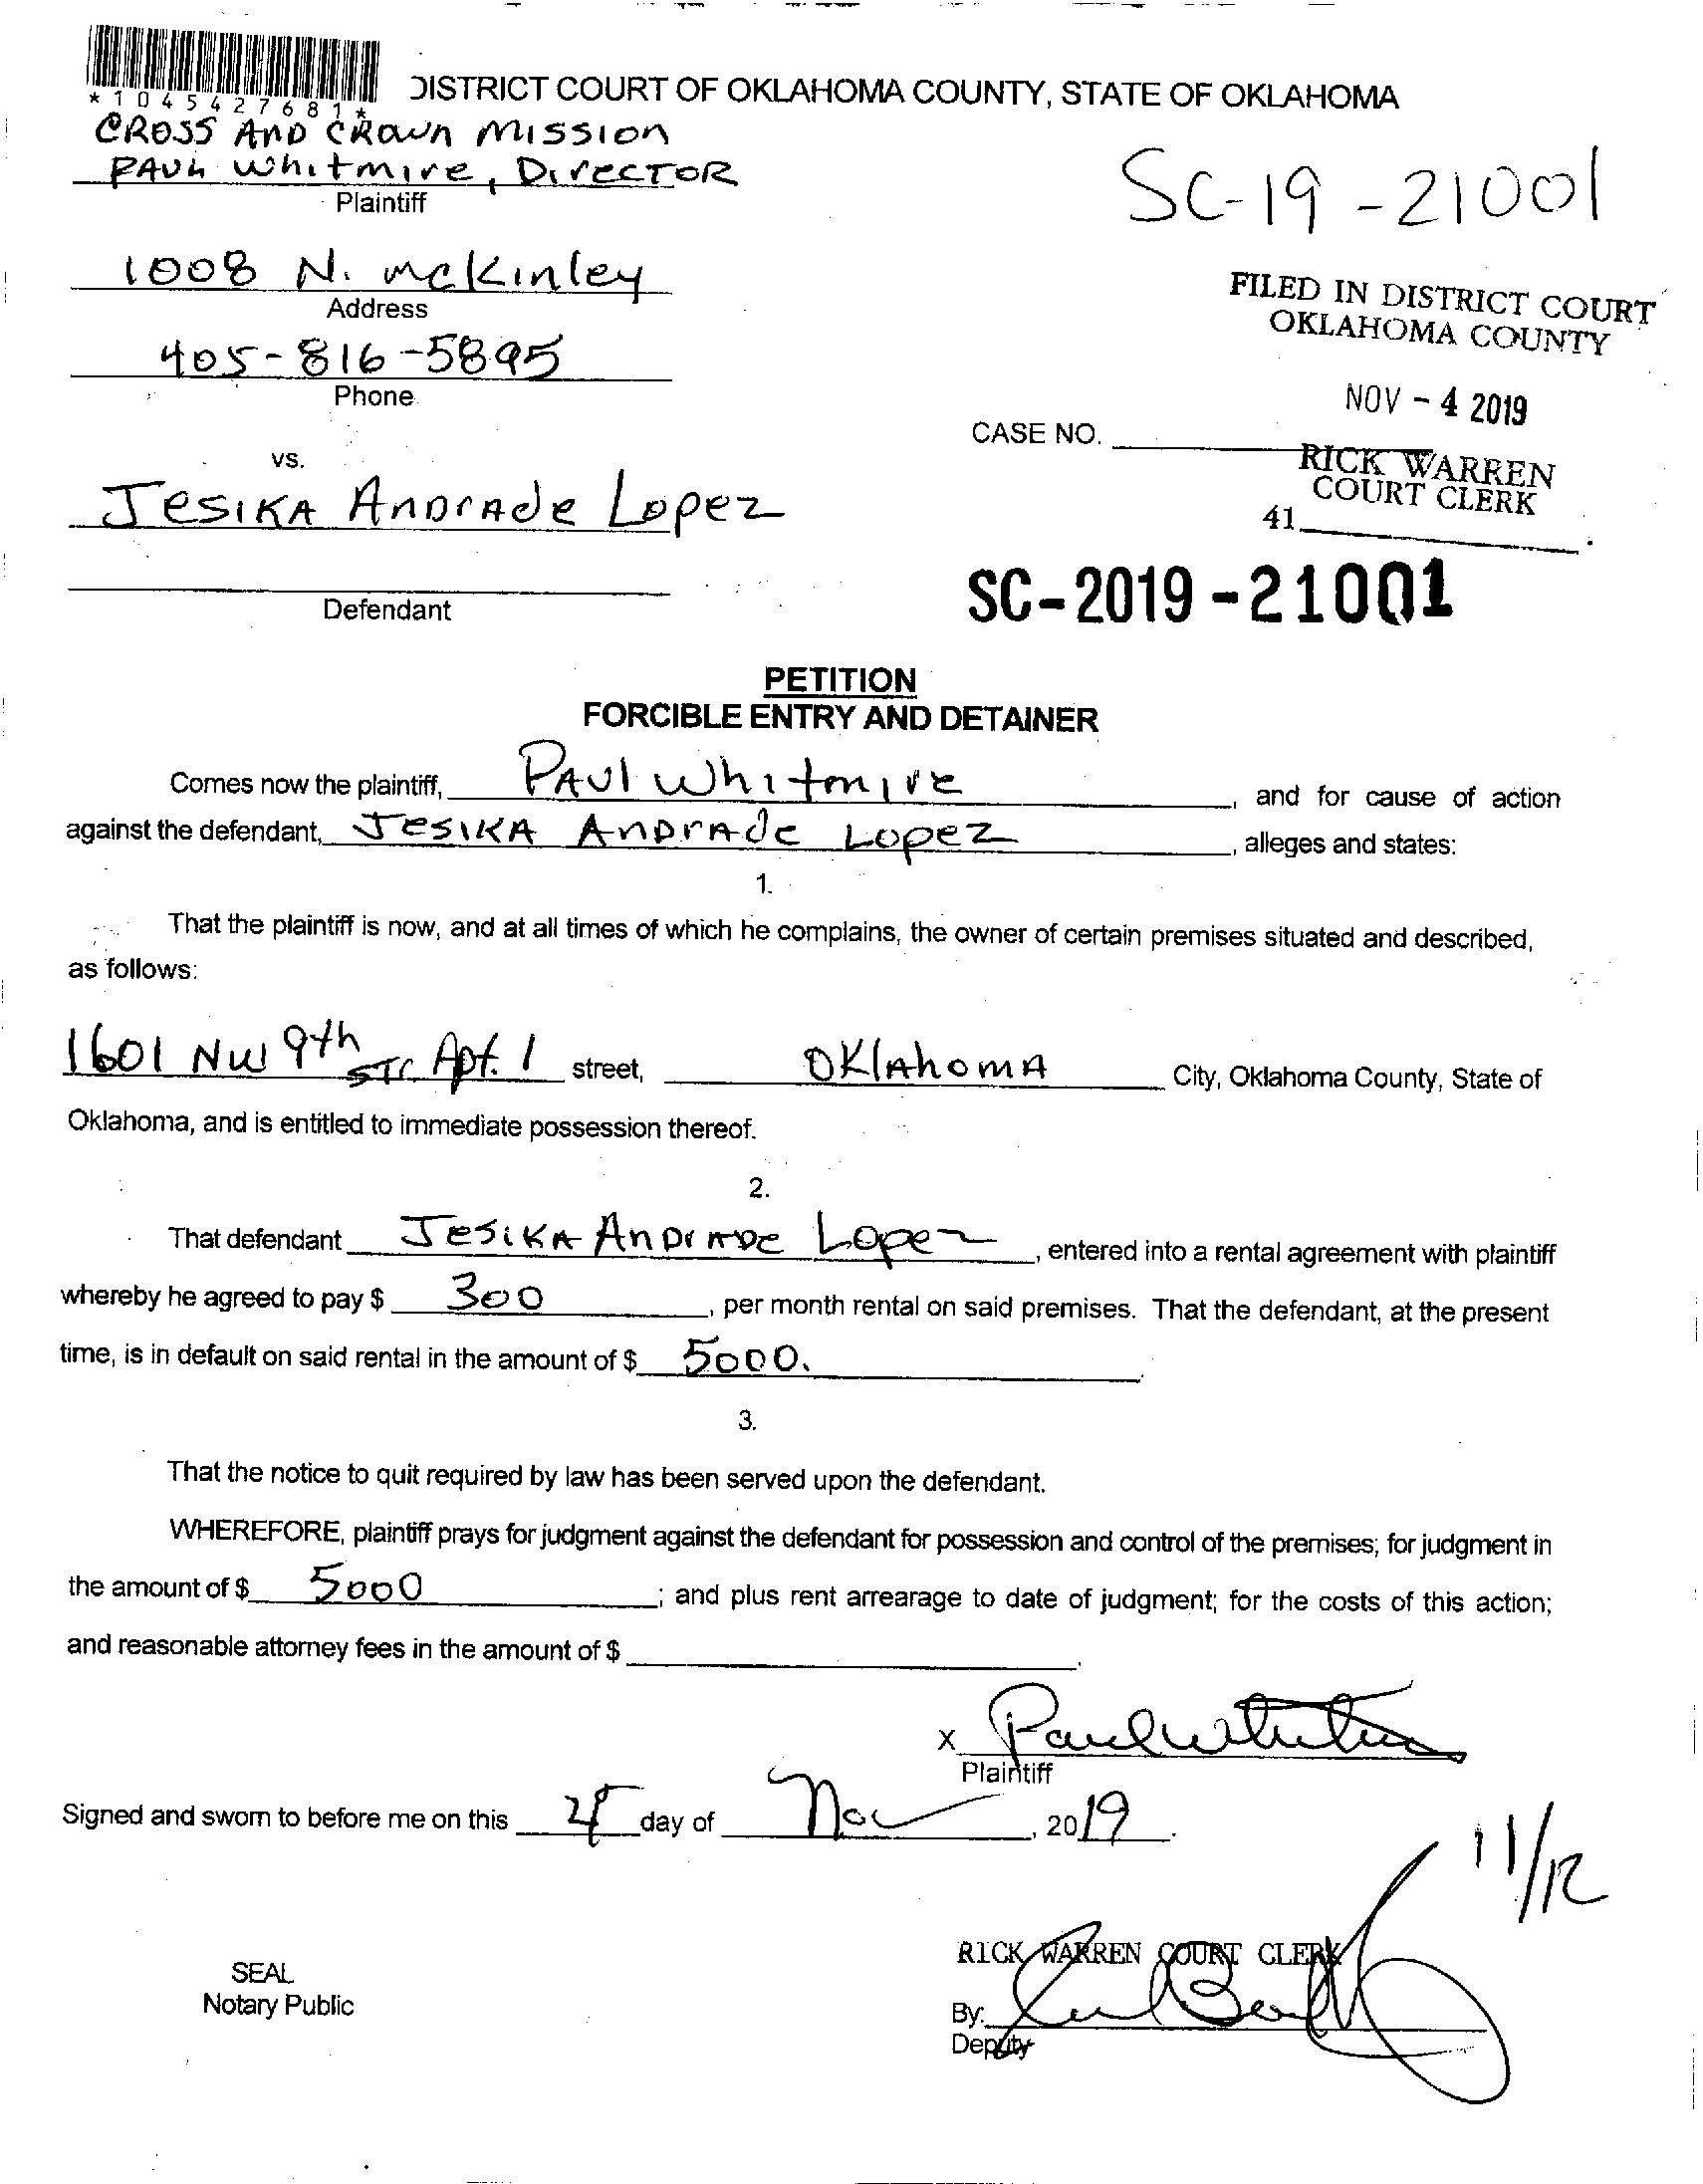 *1045427681*
DISTRICT COURT OF OKLAHOMA COUNTY, STATE OF OKLAHOMA
CROSS AND CROWN MISSION
PAUL Whitmire, DIRECTOR
Plaintiff
SC-19-21001
1008 N. McKinley
Address
FILED IN DISTRICT COURT
OKLAHOMA COUNTY
405-816-5895
Phone
NOV - 4 2019
CASE NO.
RICK WARREN
COURT CLERK
41
vs.
JESIKA ANDRADE LOPEZ
Defendant
SC-2019-21001
PETITION
FORCIBLE ENTRY AND DETAINER
Comes now the plaintiff, PAUL Whitmire, and for cause of action
against the defendant, JESIKA ANDRADE LOPEZ, alleges and states:
1.
That the plaintiff is now, and at all times of which he complains, the owner of certain premises situated and described,
as follows:
1601 NW 9th STr. Apt. 1 street, OKlAhomA City, Oklahoma County, State of
Oklahoma, and is entitled to immediate possession thereof.
2.
That defendant JESIKA ANDRADE LOPEZ, entered into a rental agreement with plaintiff
whereby he agreed to pay $ 300, per month rental on said premises. That the defendant, at the present
time, is in default on said rental in the amount of $ 5000.
3.
That the notice to quit required by law has been served upon the defendant.
WHEREFORE, plaintiff prays for judgment against the defendant for possession and control of the premises; for judgment in
the amount of $ 5000; and plus rent arrearage to date of judgment; for the costs of this action;
and reasonable attorney fees in the amount of $
X Paul Whitmire
Plaintiff
Signed and sworn to before me on this day of Nov, 2019.
11/12
RICK WARREN COURT CLERK
SEAL
Notary Public
By:
Deputy